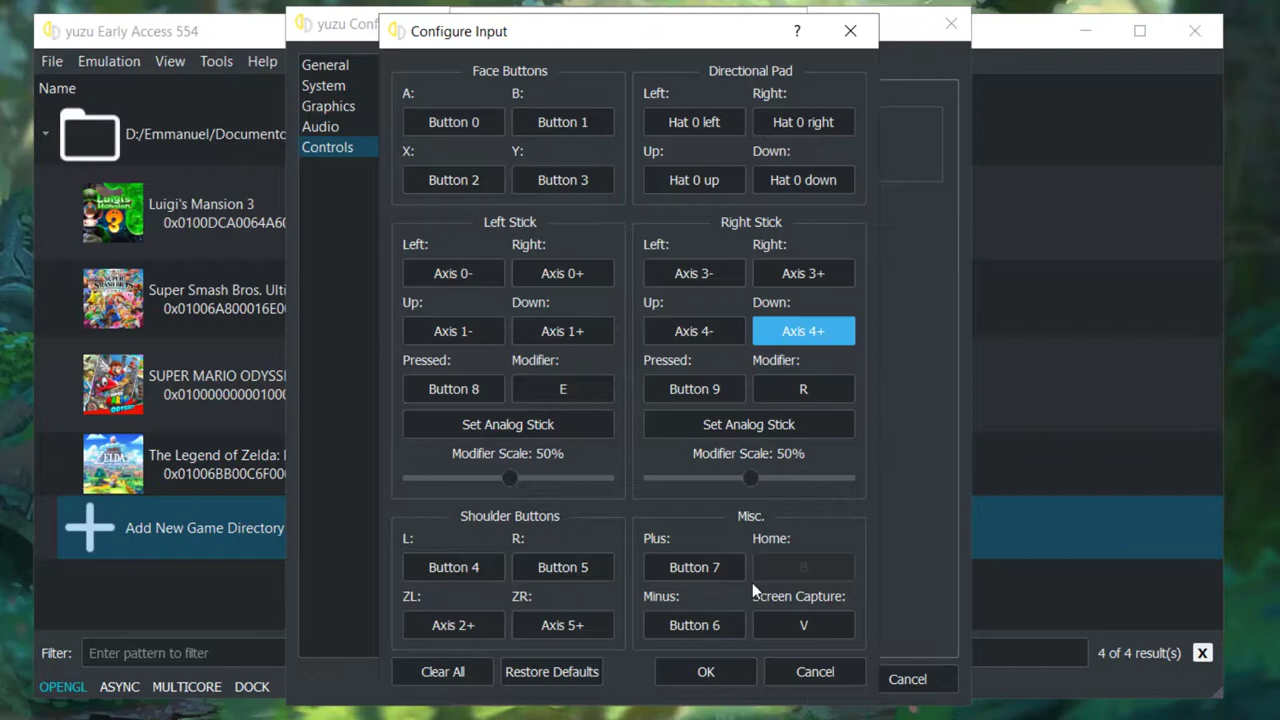 yuzu Early Access 554
File Emulation View Tools Help
Name
D:/Emmanuel/Documento
Luigi's Mansion 3
0x0100DCA0064A60
Super Smash Bros. Ulti
0x01006A800016E0
SUPER MARIO ODYSS
0x010000000001000
The Legend of Zelda:
0x01006BB00C6F00
Add New Game Directory
Filter: Enter pattern to filter
4 of 4 result(s) X
OPENGL ASYNC MULTICORE DOCK
yuzu Conf
General
System
Graphics
Audio
Controls
Cancel
Configure Input ?
Face Buttons
A: B:
Button 0 Button 1
X: Y:
Button 2 Button 3
Directional Pad
Left: Right:
Hat 0 left Hat 0 right
Up: Down:
Hat 0 up Hat 0 down
Left Stick
Left: Right:
Axis 0- Axis 0+
Up: Down:
Axis 1- Axis 1+
Pressed: Modifier:
Button 8 E
Set Analog Stick
Modifier Scale: 50%
Right Stick
Left: Right:
Axis 3- Axis 3+
Up: Down:
Axis 4- Axis 4+
Pressed: Modifier:
Button 9 R
Set Analog Stick
Modifier Scale: 50%
Shoulder Buttons
L: R:
Button 4 Button 5
ZL: ZR:
Axis 2+ Axis 5+
Misc.
Plus: Home:
Button 7 B
Minus: Screen Capture:
Button 6 V
Clear All Restore Defaults OK Cancel